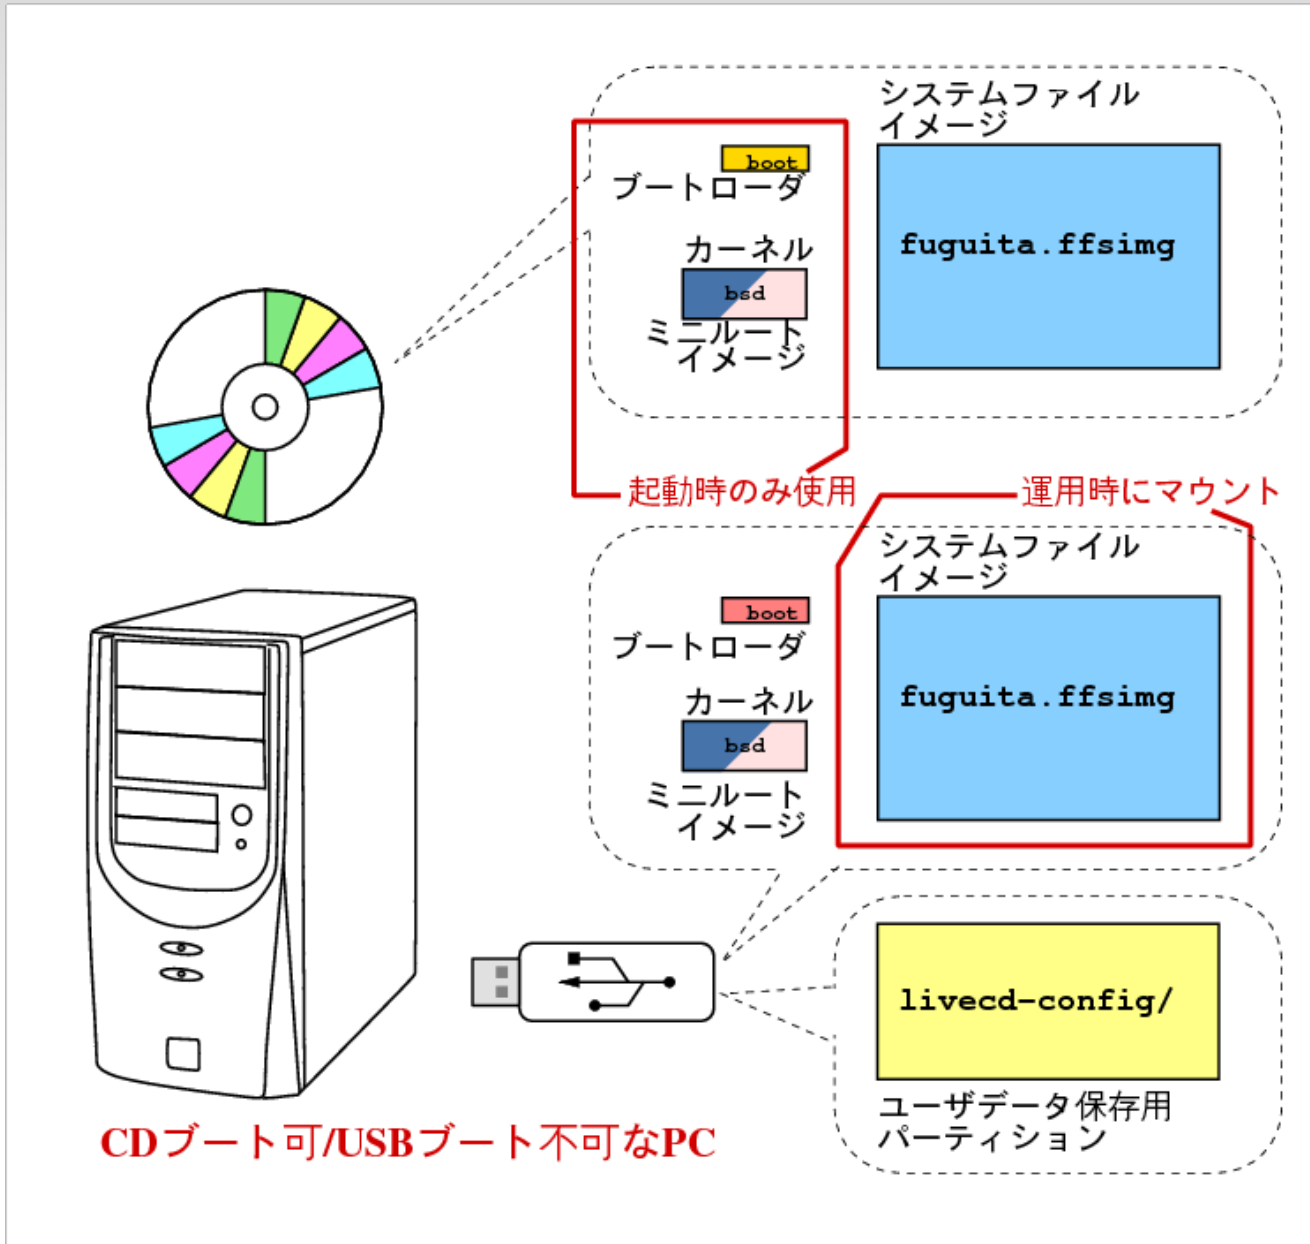 システムファイル
イメージ
boot
ブートローダ
fuguita.ffsimg
カーネル
bsd
ミニルート
イメージ
起動時のみ使用
運用時にマウント
システムファイル
イメージ
boot
ブートローダ
fuguita.ffsimg
カーネル
bsd
ミニルート
イメージ
livecd-config/
ユーザデータ保存用
パーティション
CDブート可/USBブート不可なPC